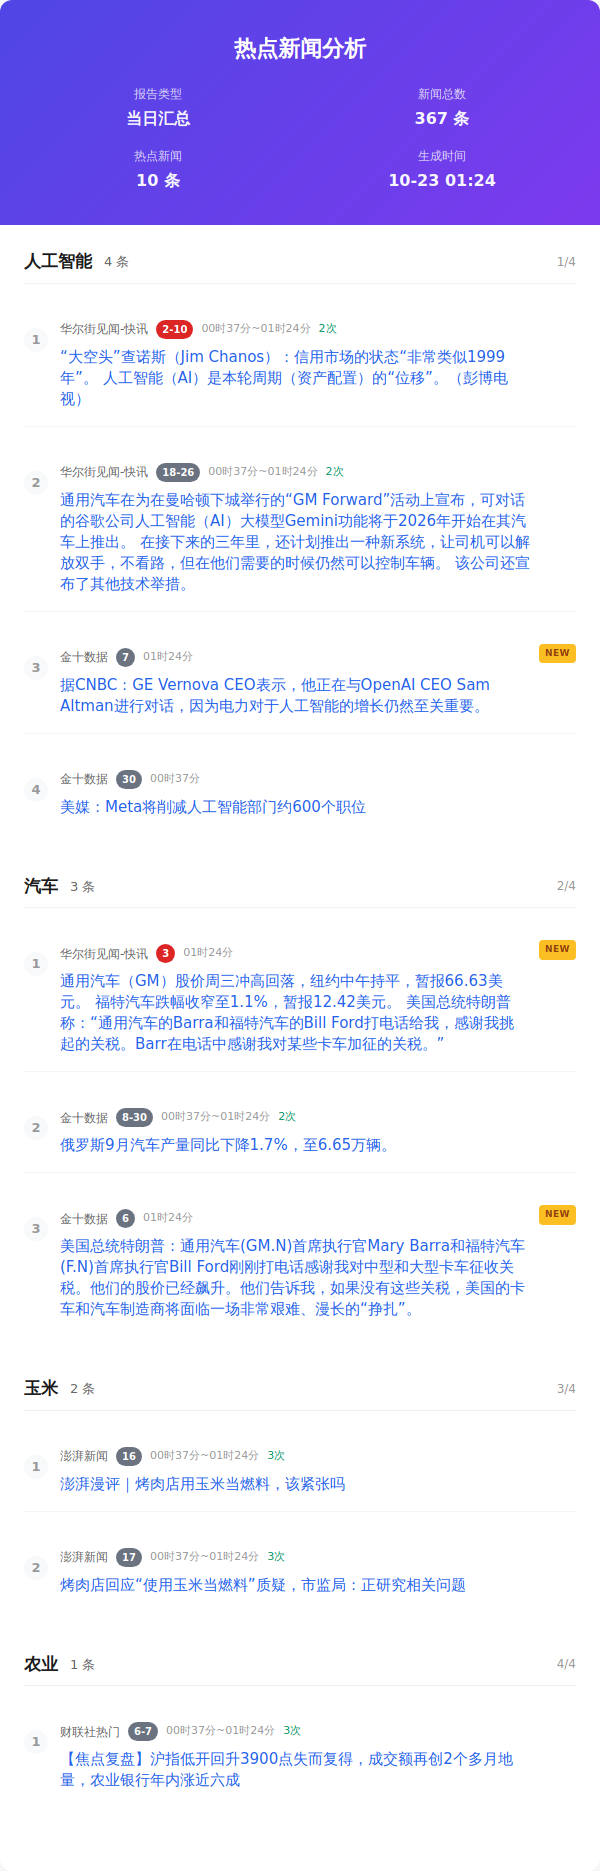 热点新闻分析
报告类型
新闻总数
当日汇总
367 条
热点新闻
生成时间
10 条
10-23 01:24
人工智能 4 条 1/4
1
华尔街见闻-快讯 2-10 00时37分~01时24分 2次
“大空头”查诺斯（Jim Chanos）：信用市场的状态“非常类似1999
年”。 人工智能（AI）是本轮周期（资产配置）的“位移”。（彭博电
视）
2
华尔街见闻-快讯 18-26 00时37分~01时24分 2次
通用汽车在为在曼哈顿下城举行的“GM Forward”活动上宣布，可对话
的谷歌公司人工智能（AI）大模型Gemini功能将于2026年开始在其汽
车上推出。 在接下来的三年里，还计划推出一种新系统，让司机可以解
放双手，不看路，但在他们需要的时候仍然可以控制车辆。 该公司还宣
布了其他技术举措。
3
金十数据 7 01时24分 NEW
据CNBC：GE Vernova CEO表示，他正在与OpenAI CEO Sam
Altman进行对话，因为电力对于人工智能的增长仍然至关重要。
4
金十数据 30 00时37分
美媒：Meta将削减人工智能部门约600个职位
汽车 3 条 2/4
1
华尔街见闻-快讯 3 01时24分 NEW
通用汽车（GM）股价周三冲高回落，纽约中午持平，暂报66.63美
元。 福特汽车跌幅收窄至1.1%，暂报12.42美元。 美国总统特朗普
称：“通用汽车的Barra和福特汽车的Bill Ford打电话给我，感谢我挑
起的关税。Barr在电话中感谢我对某些卡车加征的关税。”
2
金十数据 8-30 00时37分~01时24分 2次
俄罗斯9月汽车产量同比下降1.7%，至6.65万辆。
3
金十数据 6 01时24分 NEW
美国总统特朗普：通用汽车(GM.N)首席执行官Mary Barra和福特汽车
(F.N)首席执行官Bill Ford刚刚打电话感谢我对中型和大型卡车征收关
税。他们的股价已经飙升。他们告诉我，如果没有这些关税，美国的卡
车和汽车制造商将面临一场非常艰难、漫长的“挣扎”。
玉米 2 条 3/4
1
澎湃新闻 16 00时37分~01时24分 3次
澎湃漫评｜烤肉店用玉米当燃料，该紧张吗
2
澎湃新闻 17 00时37分~01时24分 3次
烤肉店回应“使用玉米当燃料”质疑，市监局：正研究相关问题
农业 1 条 4/4
1
财联社热门 6-7 00时37分~01时24分 3次
【焦点复盘】沪指低开回升3900点失而复得，成交额再创2个多月地
量，农业银行年内涨近六成